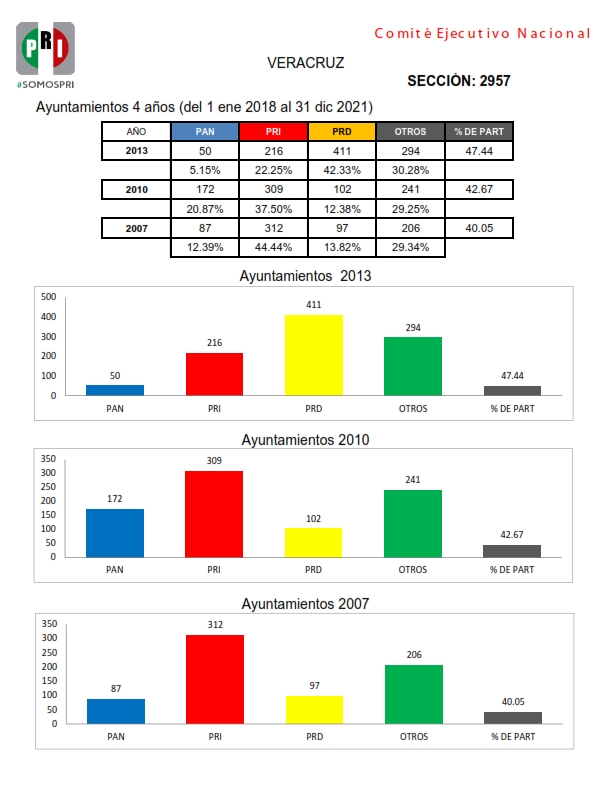 Comité Ejecutivo Nacional
PRI
#SOMOSPRI
VERACRUZ
SECCIÓN: 2957
Ayuntamientos 4 años (del 1 ene 2018 al 31 dic 2021)
AÑO PAN PRI PRD OTROS % DE PART
2013 50 216 411 294 47.44
5.15% 22.25% 42.33% 30.28%
2010 172 309 102 241 42.67
20.87% 37.50% 12.38% 29.25%
2007 87 312 97 206 40.05
12.39% 44.44% 13.82% 29.34%
Ayuntamientos 2013
500
400
300
200
100
0
50 216 411 294 47.44
PAN PRI PRD OTROS % DE PART
Ayuntamientos 2010
350
300
250
200
150
100
50
0
172 309 102 241 42.67
PAN PRI PRD OTROS % DE PART
Ayuntamientos 2007
350
300
250
200
150
100
50
0
87 312 97 206 40.05
PAN PRI PRD OTROS % DE PART